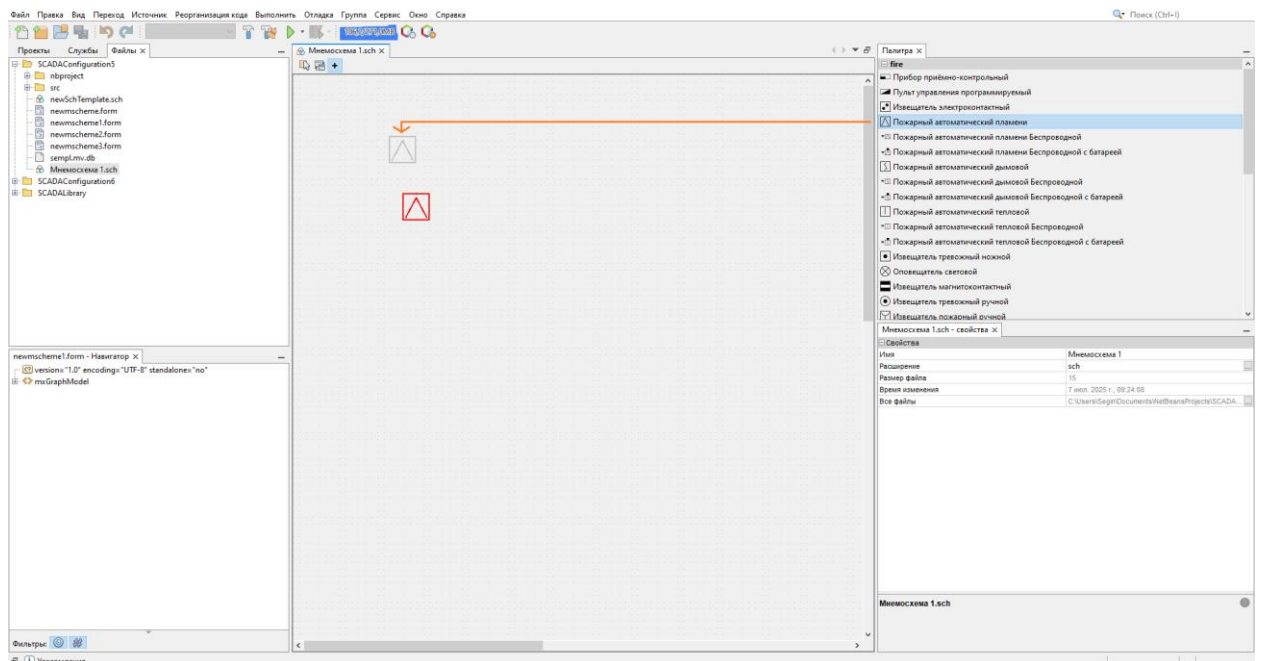 Файл Правка Вид Переход Источник Реорганизация кода Выполнить Отладка Группа Сервис Окно Справка
Поиск (Ctrl+I)
Проекты Службы Файлы
SCADAConfiguration5
nbproject
src
newSchTemplate.sch
newmscheme.form
newmscheme1.form
newmscheme2.form
newmscheme3.form
sempl.mv.db
Мнемосхема 1.sch
SCADAConfiguration6
SCADALibrary
newmscheme1.form - Навигатор
version="1.0" encoding="UTF-8" standalone="no"
mxGraphModel
Фильтры:
Мнемосхема 1.sch
Палитра
fire
Прибор приёмно-контрольный
Пульт управления программируемый
Извещатель электроконтактный
Пожарный автоматический пламени
Пожарный автоматический пламени Беспроводной
Пожарный автоматический пламени Беспроводной с батареей
Пожарный автоматический дымовой
Пожарный автоматический дымовой Беспроводной
Пожарный автоматический дымовой Беспроводной с батареей
Пожарный автоматический тепловой
Пожарный автоматический тепловой Беспроводной
Пожарный автоматический тепловой Беспроводной с батареей
Извещатель тревожный ножной
Оповещатель световой
Извещатель магнитоконтактный
Извещатель тревожный ручной
Извещатель пожарный ручной
Мнемосхема 1.sch - свойства
Свойства
Имя Мнемосхема 1
Расширение sch
Размер файла 15
Время изменения 7 июл. 2025 г., 09:24:08
Все файлы C:\Users\Segin\Documents\NetBeansProjects\SCADA...
Мнемосхема 1.sch
Уведомления